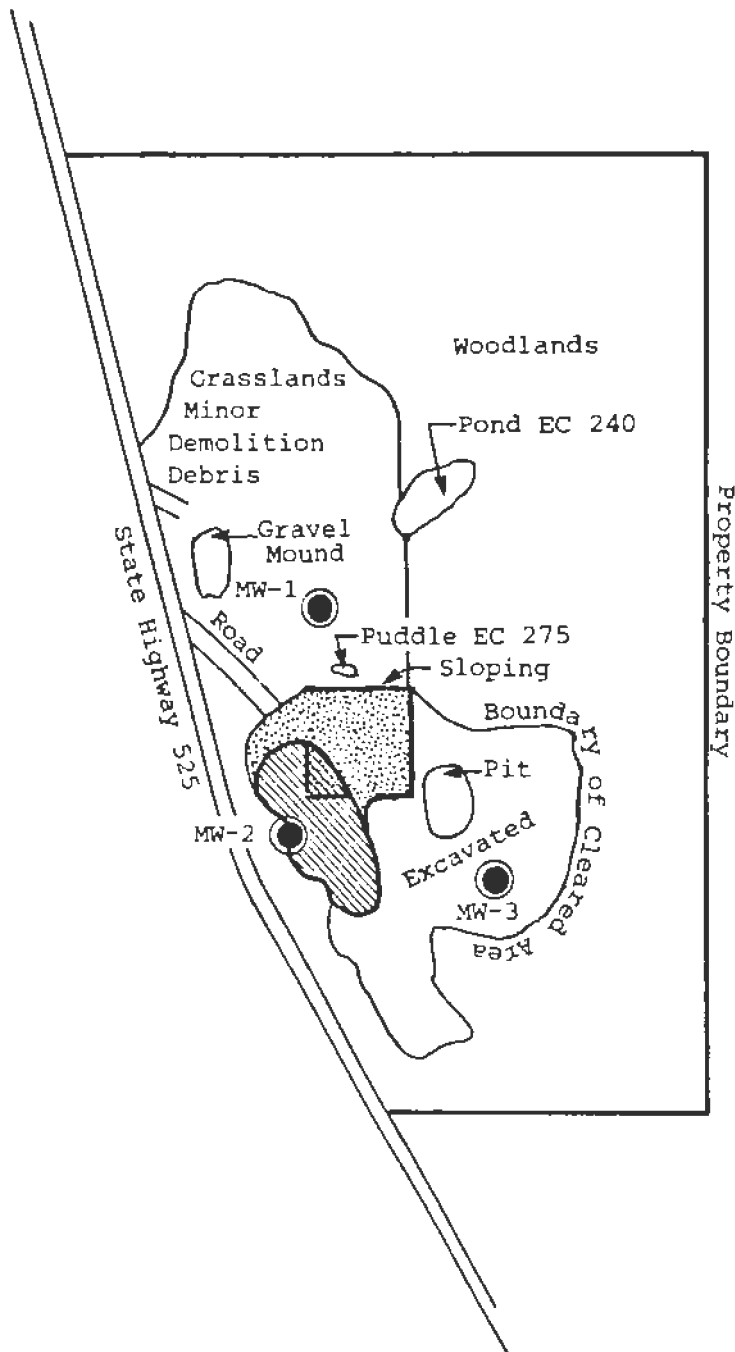 Woodlands
Grasslands
Minor
Demolition
Debris
Pond EC 240
Gravel
Mound
MW-1
Road
Puddle EC 275
Sloping
State Highway 525
Property Boundary
Boundary of Cleared Area
Pit
MW-2
Excavated
MW-3